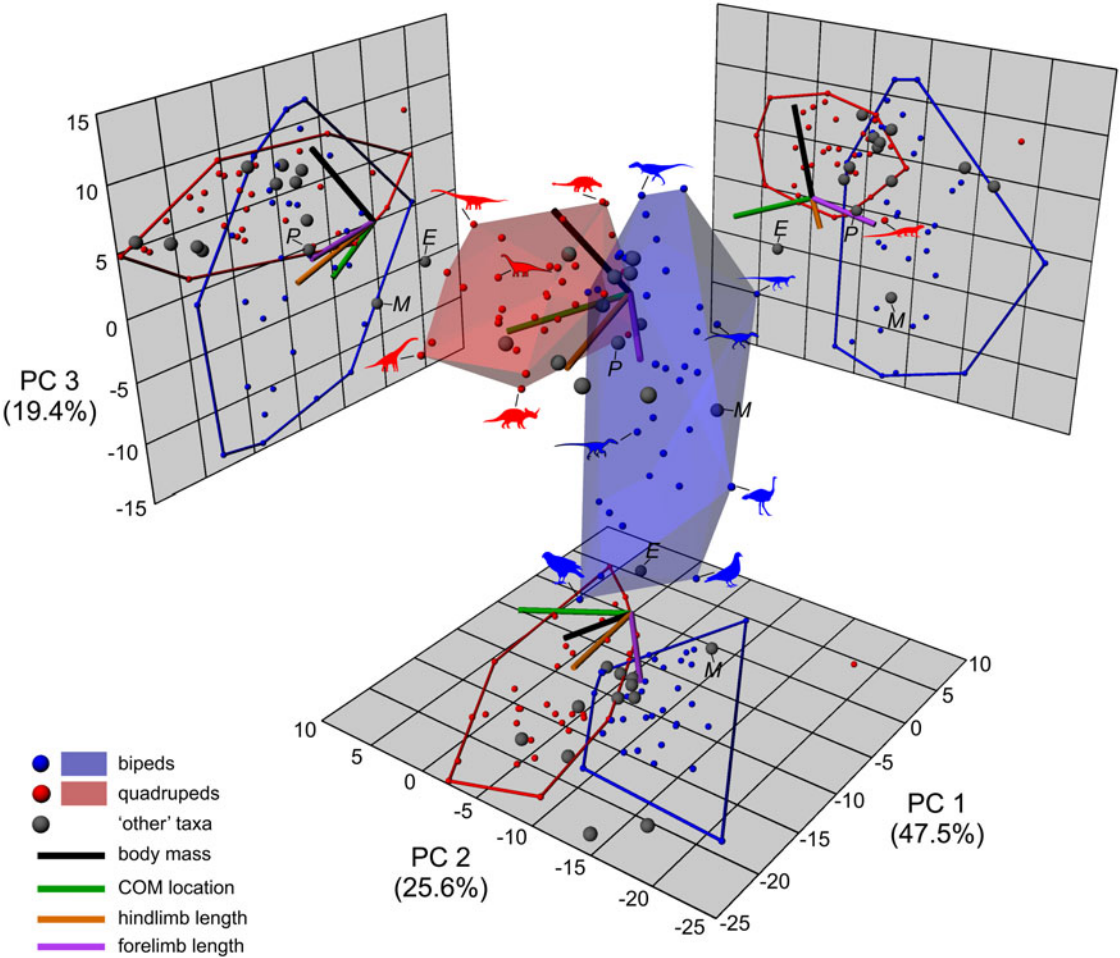 15
10
5
0
-5
-10
-15
PC 3
(19.4%)
P
E
M
E
P
M
P
M
E
M
10
5
0
-5
-10
-15
-20
-25
PC 2
(25.6%)
10
5
0
-5
-10
-15
-20
-25
PC 1
(47.5%)
bipeds
quadrupeds
‘other’ taxa
body mass
COM location
hindlimb length
forelimb length